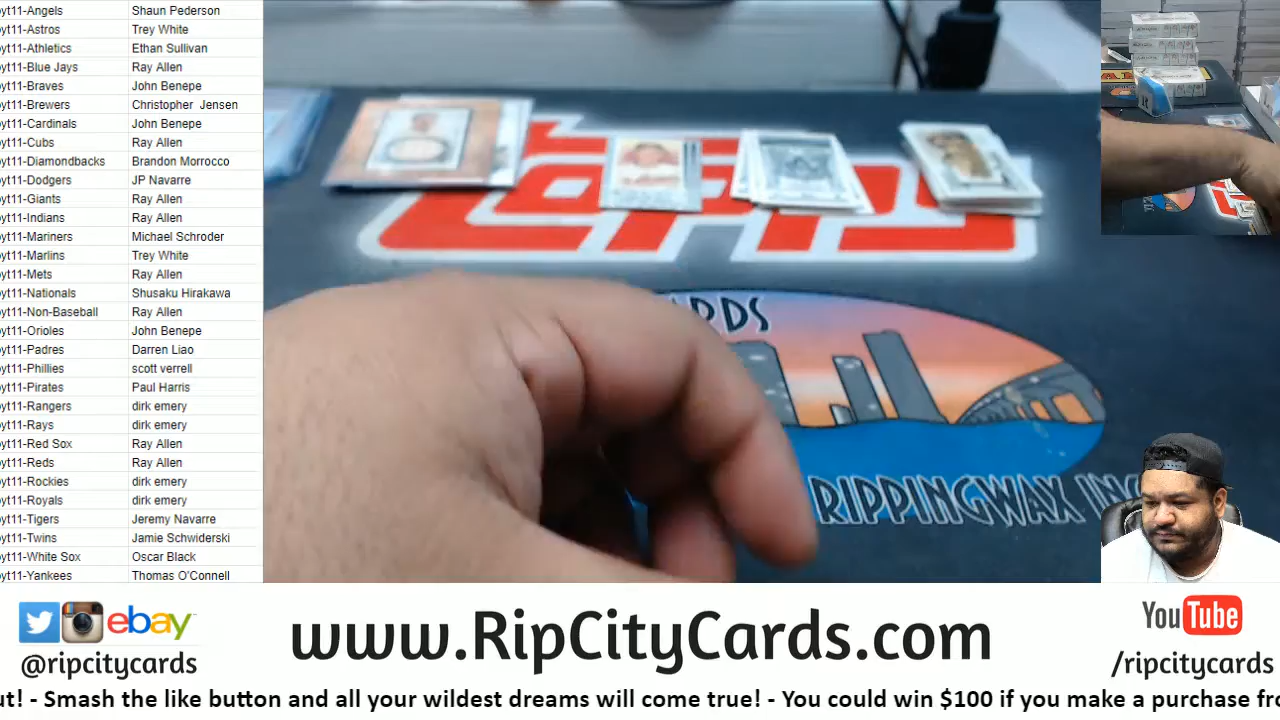 yt11-Angels Shaun Pederson
yt11-Astros Trey White
yt11-Athletics Ethan Sullivan
yt11-Blue Jays Ray Allen
yt11-Braves John Benepe
yt11-Brewers Christopher Jensen
yt11-Cardinals John Benepe
yt11-Cubs Ray Allen
yt11-Diamondbacks Brandon Morrocco
yt11-Dodgers JP Navarre
yt11-Giants Ray Allen
yt11-Indians Ray Allen
yt11-Mariners Michael Schroder
yt11-Marlins Trey White
yt11-Mets Ray Allen
yt11-Nationals Shusaku Hirakawa
yt11-Non-Baseball Ray Allen
yt11-Orioles John Benepe
yt11-Padres Darren Liao
yt11-Phillies scott verrell
yt11-Pirates Paul Harris
yt11-Rangers dirk emery
yt11-Rays dirk emery
yt11-Red Sox Ray Allen
yt11-Reds Ray Allen
yt11-Rockies dirk emery
yt11-Royals dirk emery
yt11-Tigers Jeremy Navarre
yt11-Twins Jamie Schwiderski
yt11-White Sox Oscar Black
yt11-Yankees Thomas O'Connell
RIPPINGWAX
ebay
@ripcitycards
www.RipCityCards.com
YouTube
/ripcitycards
ut! - Smash the like button and all your wildest dreams will come true! - You could win $100 if you make a purchase fro